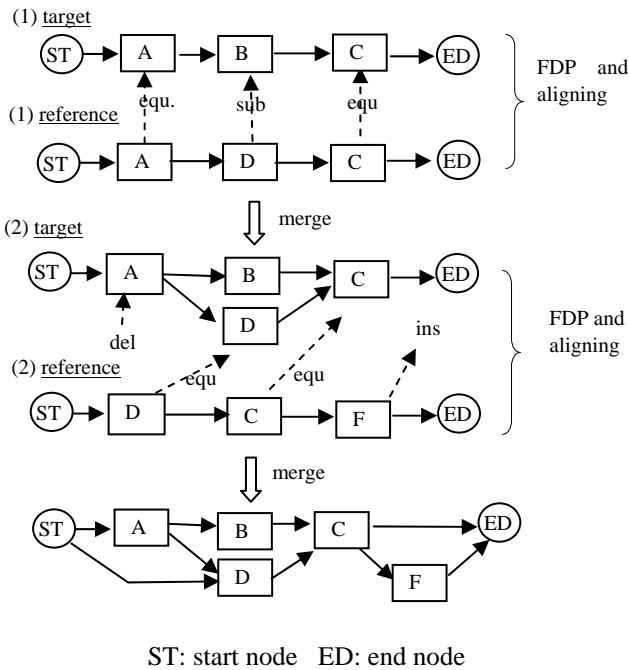 (1) target
ST A B C ED
FDP and
aligning
equ. sub equ
(1) reference
ST A D C ED
merge
(2) target
ST A B C ED
D
FDP and
aligning
del
ins
(2) reference
equ equ
ST D C F ED
merge
ST A B C ED
D F
ST: start node ED: end node